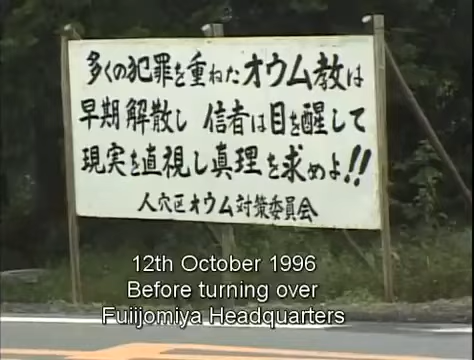 多くの犯罪を重ねたオウム教は
早期解散し 信者は目を醒して
現実を直視し真理を求めよ!!
人穴区オウム対策委員会
12th October 1996
Before turning over
Fuiijomiya Headquarters